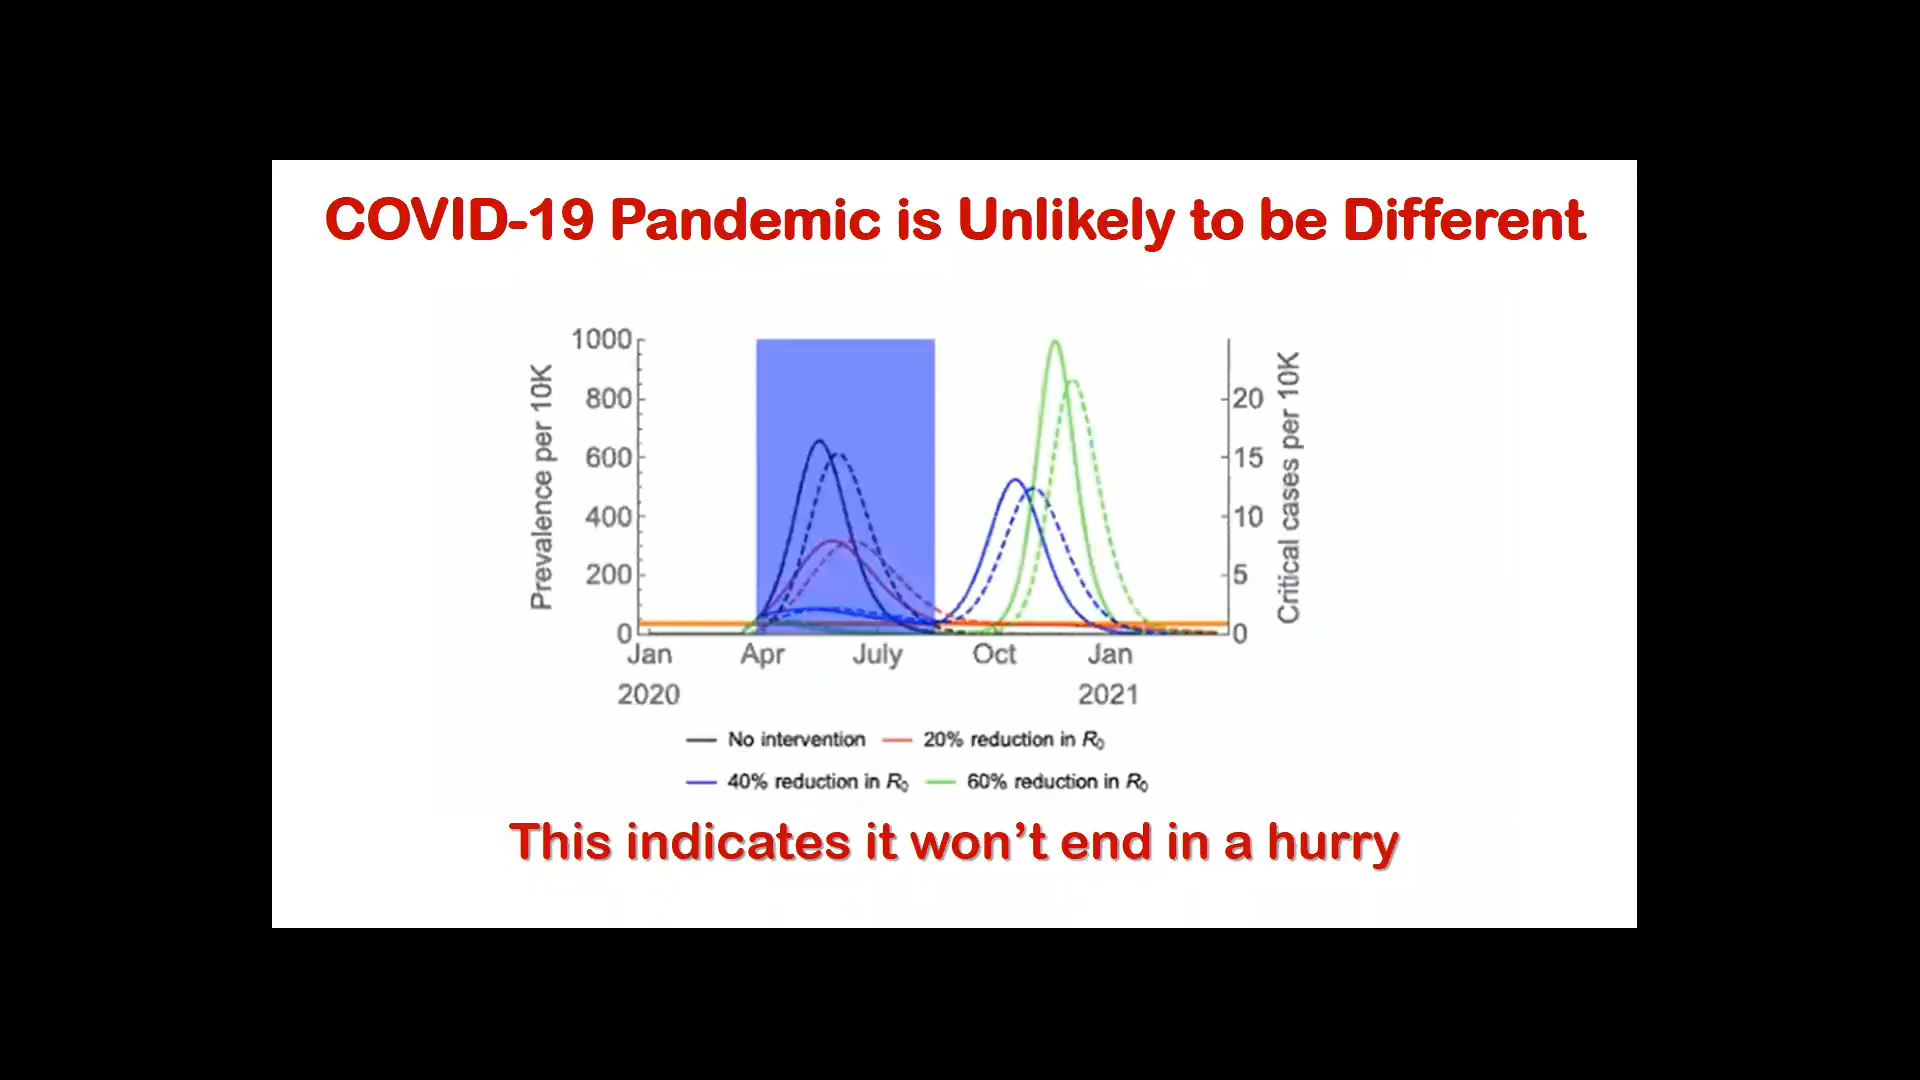 COVID-19 Pandemic is Unlikely to be Different
Prevalence per 10K
1000
800
600
400
200
0
20
15
10
5
0
Critical cases per 10K
Jan Apr July Oct Jan
2020 2021
No intervention 20% reduction in R0
40% reduction in R0 60% reduction in R0
This indicates it won’t end in a hurry